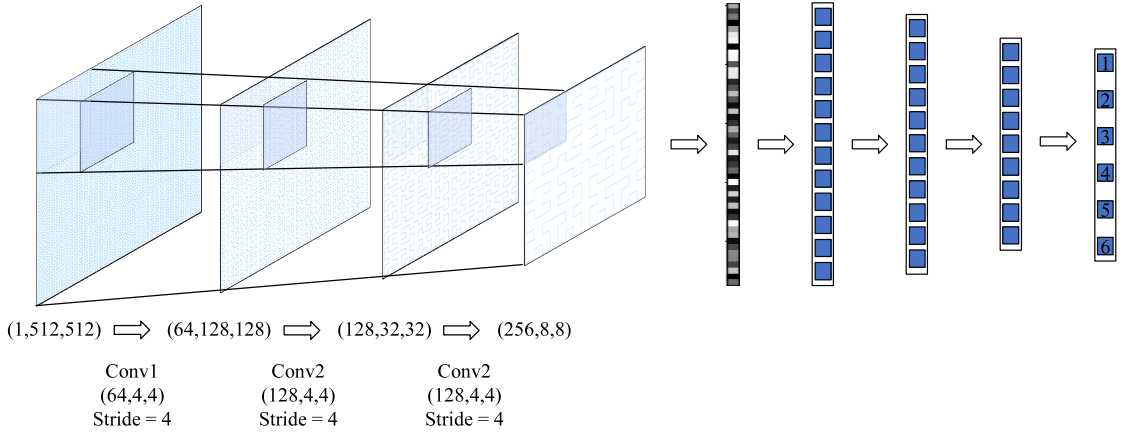 1
2
3
4
5
6
(1,512,512) (64,128,128) (128,32,32) (256,8,8)
Conv1 Conv2 Conv2
(64,4,4) (128,4,4) (128,4,4)
Stride = 4 Stride = 4 Stride = 4